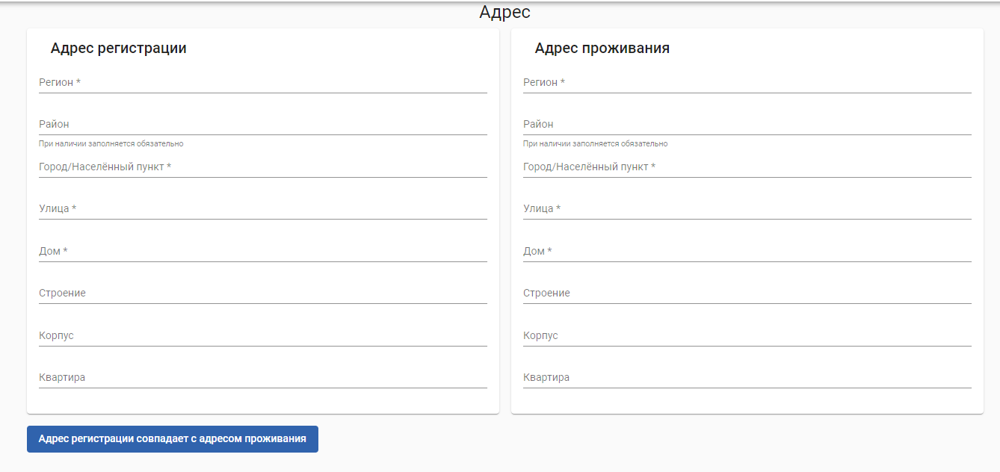 Адрес
Адрес регистрации
Регион *
Район
При наличии заполняется обязательно
Город/Населённый пункт *
Улица *
Дом *
Строение
Корпус
Квартира
Адрес проживания
Регион *
Район
При наличии заполняется обязательно
Город/Населённый пункт *
Улица *
Дом *
Строение
Корпус
Квартира
Адрес регистрации совпадает с адресом проживания